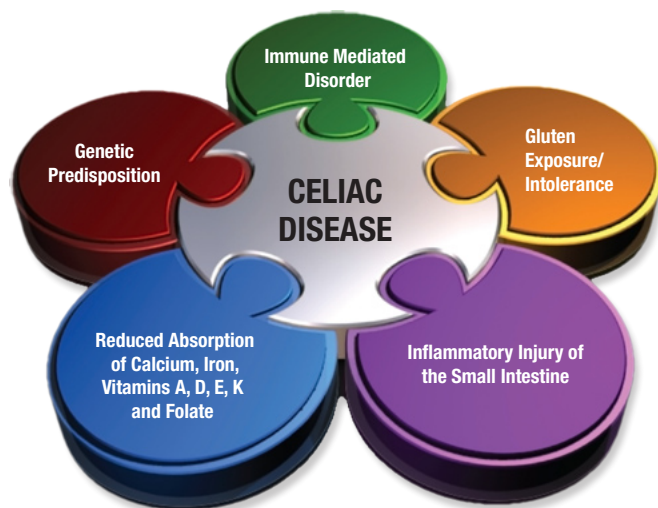 Immune Mediated
Disorder
Genetic
Predisposition
Gluten
Exposure/
Intolerance
CELIAC
DISEASE
Reduced Absorption
of Calcium, Iron,
Vitamins A, D, E, K
and Folate
Inflammatory Injury of
the Small Intestine